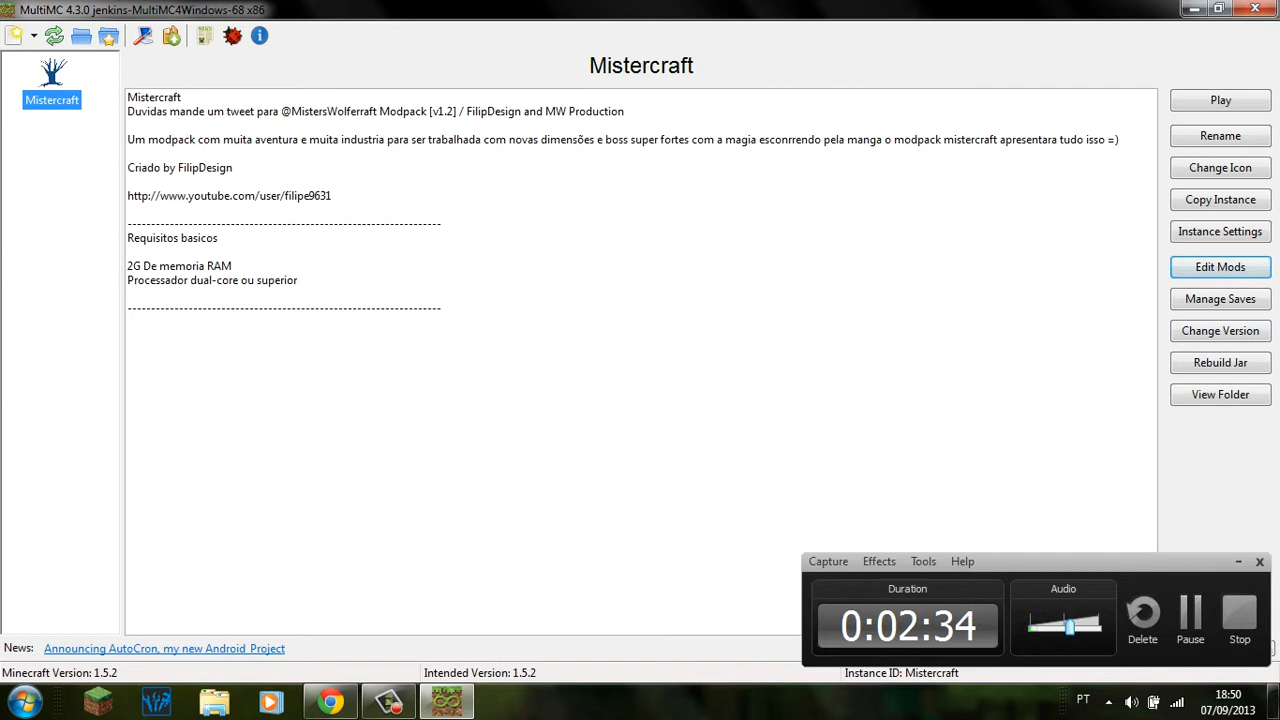 MultiMC 4.3.0 jenkins-MultiMC4Windows-68 x86
Mistercraft
Mistercraft
Mistercraft
Duvidas mande um tweet para @MistersWolferraft Modpack [v1.2] / FilipDesign and MW Production
Um modpack com muita aventura e muita industria para ser trabalhada com novas dimensões e boss super fortes com a magia esconrrendo pela manga o modpack mistercraft apresentara tudo isso =)
Criado by FilipDesign
http://www.youtube.com/user/filipe9631
------------------------------------------------------------------
Requisitos basicos
2G De memoria RAM
Processador dual-core ou superior
------------------------------------------------------------------
Play
Rename
Change Icon
Copy Instance
Instance Settings
Edit Mods
Manage Saves
Change Version
Rebuild Jar
View Folder
Capture Effects Tools Help
Duration
0:02:34
Audio
Delete Pause Stop
News: Announcing AutoCron, my new Android Project
Minecraft Version: 1.5.2 Intended Version: 1.5.2 Instance ID: Mistercraft
PT
18:50
07/09/2013